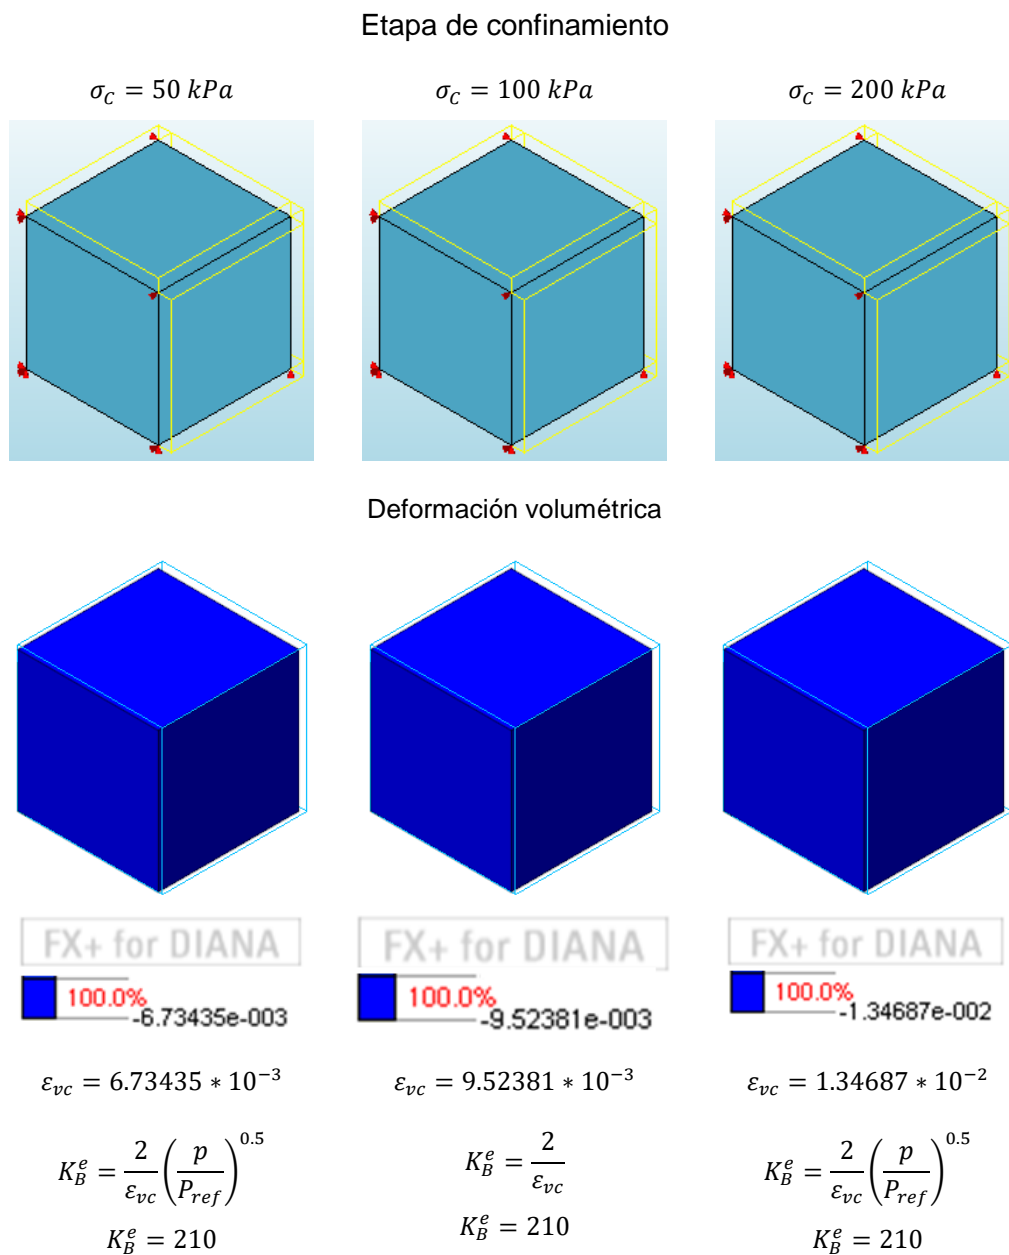 Etapa de confinamiento
σ_C = 50 kPa
σ_C = 100 kPa
σ_C = 200 kPa
Deformación volumétrica
FX+ for DIANA
100.0%
-6.73435e-003
FX+ for DIANA
100.0%
-9.52381e-003
FX+ for DIANA
100.0%
-1.34687e-002
ε_vc = 6.73435 * 10^−3
ε_vc = 9.52381 * 10^−3
ε_vc = 1.34687 * 10^−2
K_B^e = 2/ε_vc (p/P_ref)^0.5
K_B^e = 2/ε_vc
K_B^e = 2/ε_vc (p/P_ref)^0.5
K_B^e = 210
K_B^e = 210
K_B^e = 210